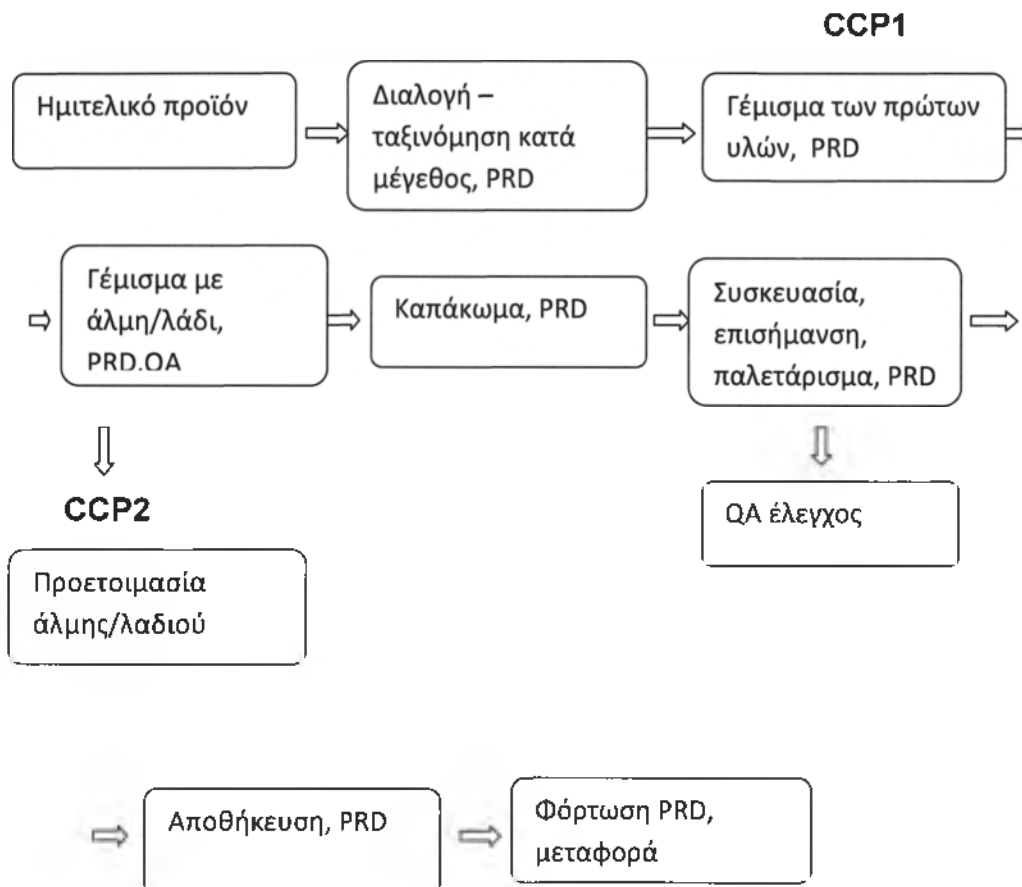 CCP1
Ημιτελικό προϊόν
Διαλογή –
ταξινόμηση κατά
μέγεθος, PRD
Γέμισμα των πρώτων
υλών, PRD
Γέμισμα με
άλμη/λάδι,
PRD.QA
Καπάκωμα, PRD
Συσκευασία,
επισήμανση,
παλετάρισμα, PRD
CCP2
QA έλεγχος
Προετοιμασία
άλμης/λαδιού
Αποθήκευση, PRD
Φόρτωση PRD,
μεταφορά